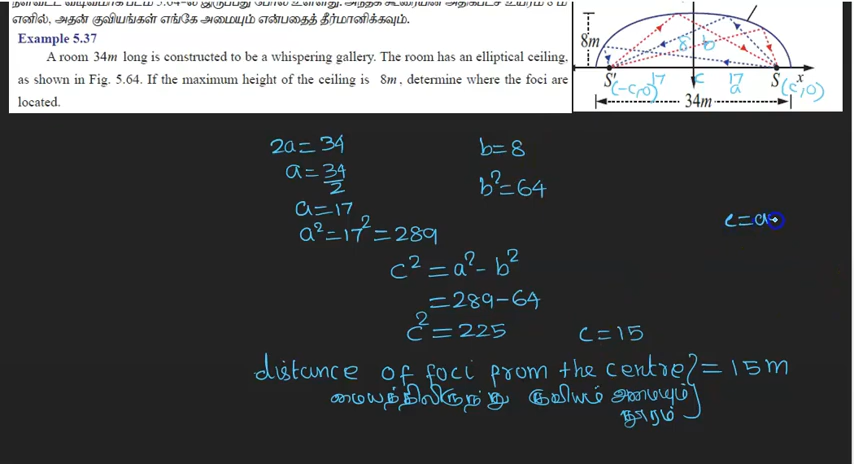 எனில், அதன் குவியங்கள் எங்கே அமையும் என்பதைத் தீர்மானிக்கவும்.
Example 5.37
A room 34m long is constructed to be a whispering gallery. The room has an elliptical ceiling,
as shown in Fig. 5.64. If the maximum height of the ceiling is 8m, determine where the foci are
located.
8m
8 b
S' 17 c 17 S x
(-c,0) a (c,0)
34m
2a = 34 b = 8
a = 34/2 b² = 64
a = 17
a² = 17² = 289 c = a
c² = a² - b²
= 289 - 64
c² = 225 c = 15
distance of foci from the centre } = 15m
மையத்திலிருந்து குவியம் அமையும்
தூரம்